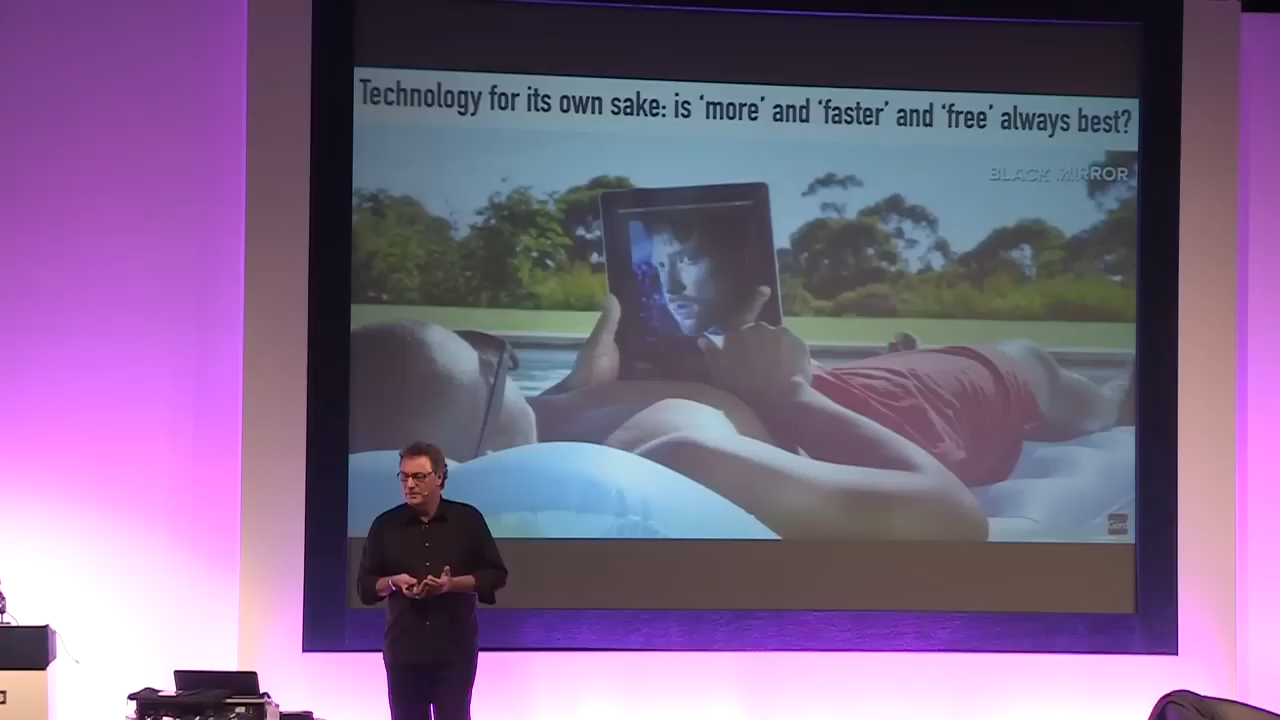 Technology for its own sake: is ‘more’ and ‘faster’ and ‘free’ always best?
BLACK MIRROR